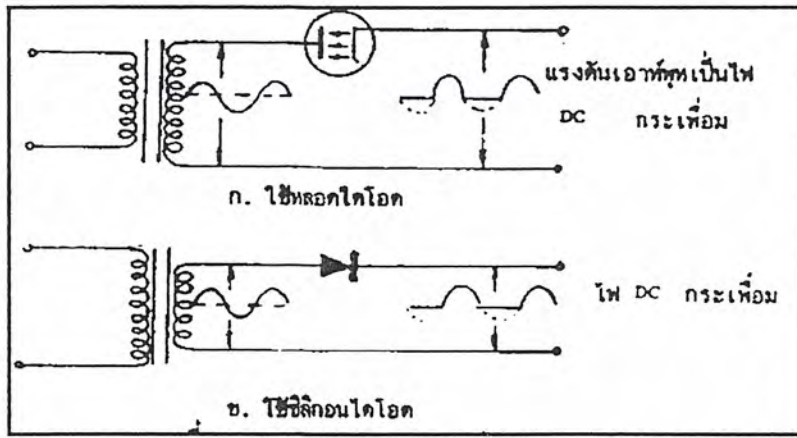 แรงดันเอาท์พุทเป็นไฟ
DC กระเพื่อม
ก. ใช้หลอดไดโอด
ไฟ DC กระเพื่อม
ข. ใช้ซิลิกอนไดโอด